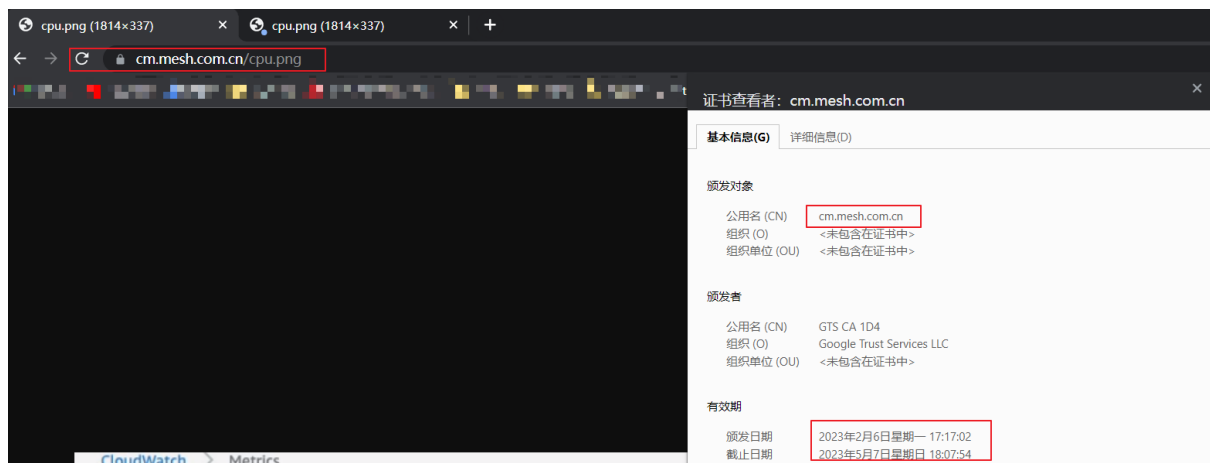 cpu.png (1814×337) × cpu.png (1814×337) × +
cm.mesh.com.cn/cpu.png
t
证书查看者：cm.mesh.com.cn ×
基本信息(G) 详细信息(D)
颁发对象
公用名 (CN) cm.mesh.com.cn
组织 (O) <未包含在证书中>
组织单位 (OU) <未包含在证书中>
颁发者
公用名 (CN) GTS CA 1D4
组织 (O) Google Trust Services LLC
组织单位 (OU) <未包含在证书中>
有效期
颁发日期 2023年2月6日星期一 17:17:02
截止日期 2023年5月7日星期日 18:07:54
CloudWatch > Metrics